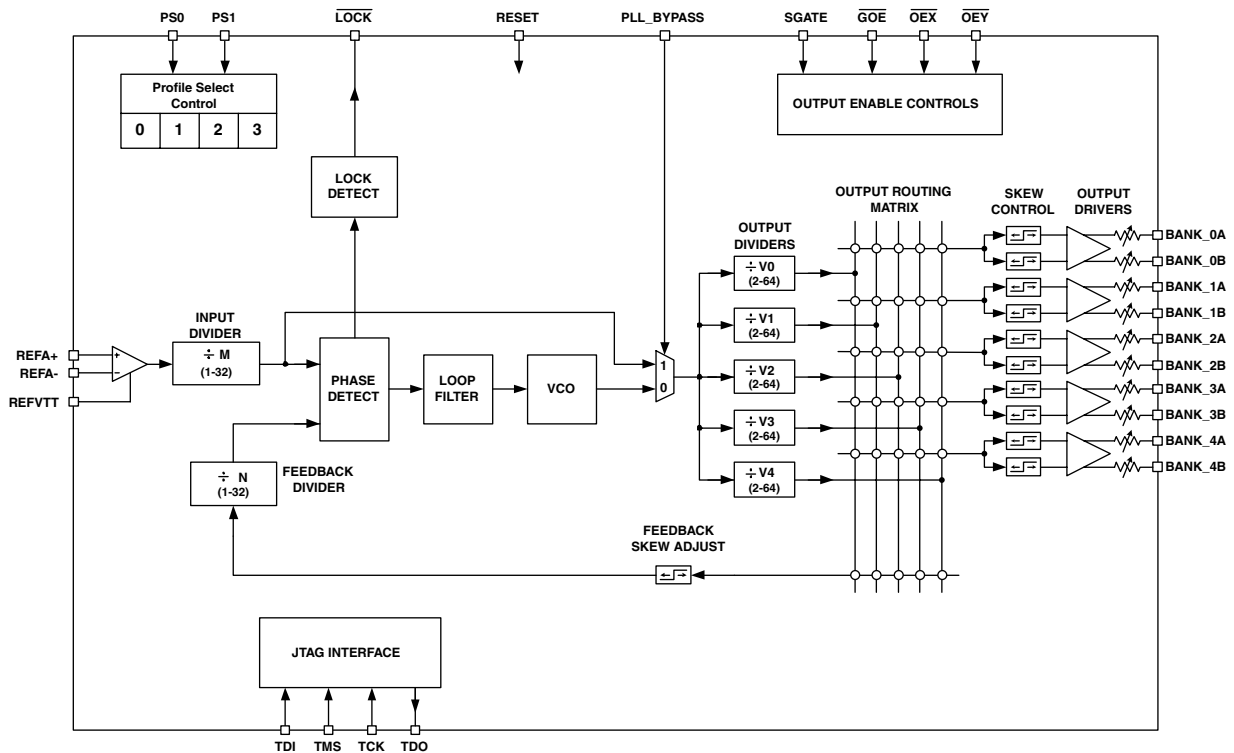 PS0 PS1 LOCK RESET PLL_BYPASS SGATE GOE OEX OEY
Profile Select
Control
0 1 2 3
OUTPUT ENABLE CONTROLS
LOCK
DETECT
OUTPUT ROUTING
MATRIX
SKEW
CONTROL
OUTPUT
DRIVERS
OUTPUT
DIVIDERS
÷ V0
(2-64)
÷ V1
(2-64)
÷ V2
(2-64)
÷ V3
(2-64)
÷ V4
(2-64)
BANK_0A
BANK_0B
BANK_1A
BANK_1B
BANK_2A
BANK_2B
BANK_3A
BANK_3B
BANK_4A
BANK_4B
INPUT
DIVIDER
÷ M
(1-32)
REFA+
REFA-
REFVTT
+
−
PHASE
DETECT
LOOP
FILTER
VCO
1
0
÷ N
(1-32)
FEEDBACK
DIVIDER
FEEDBACK
SKEW ADJUST
JTAG INTERFACE
TDI TMS TCK TDO